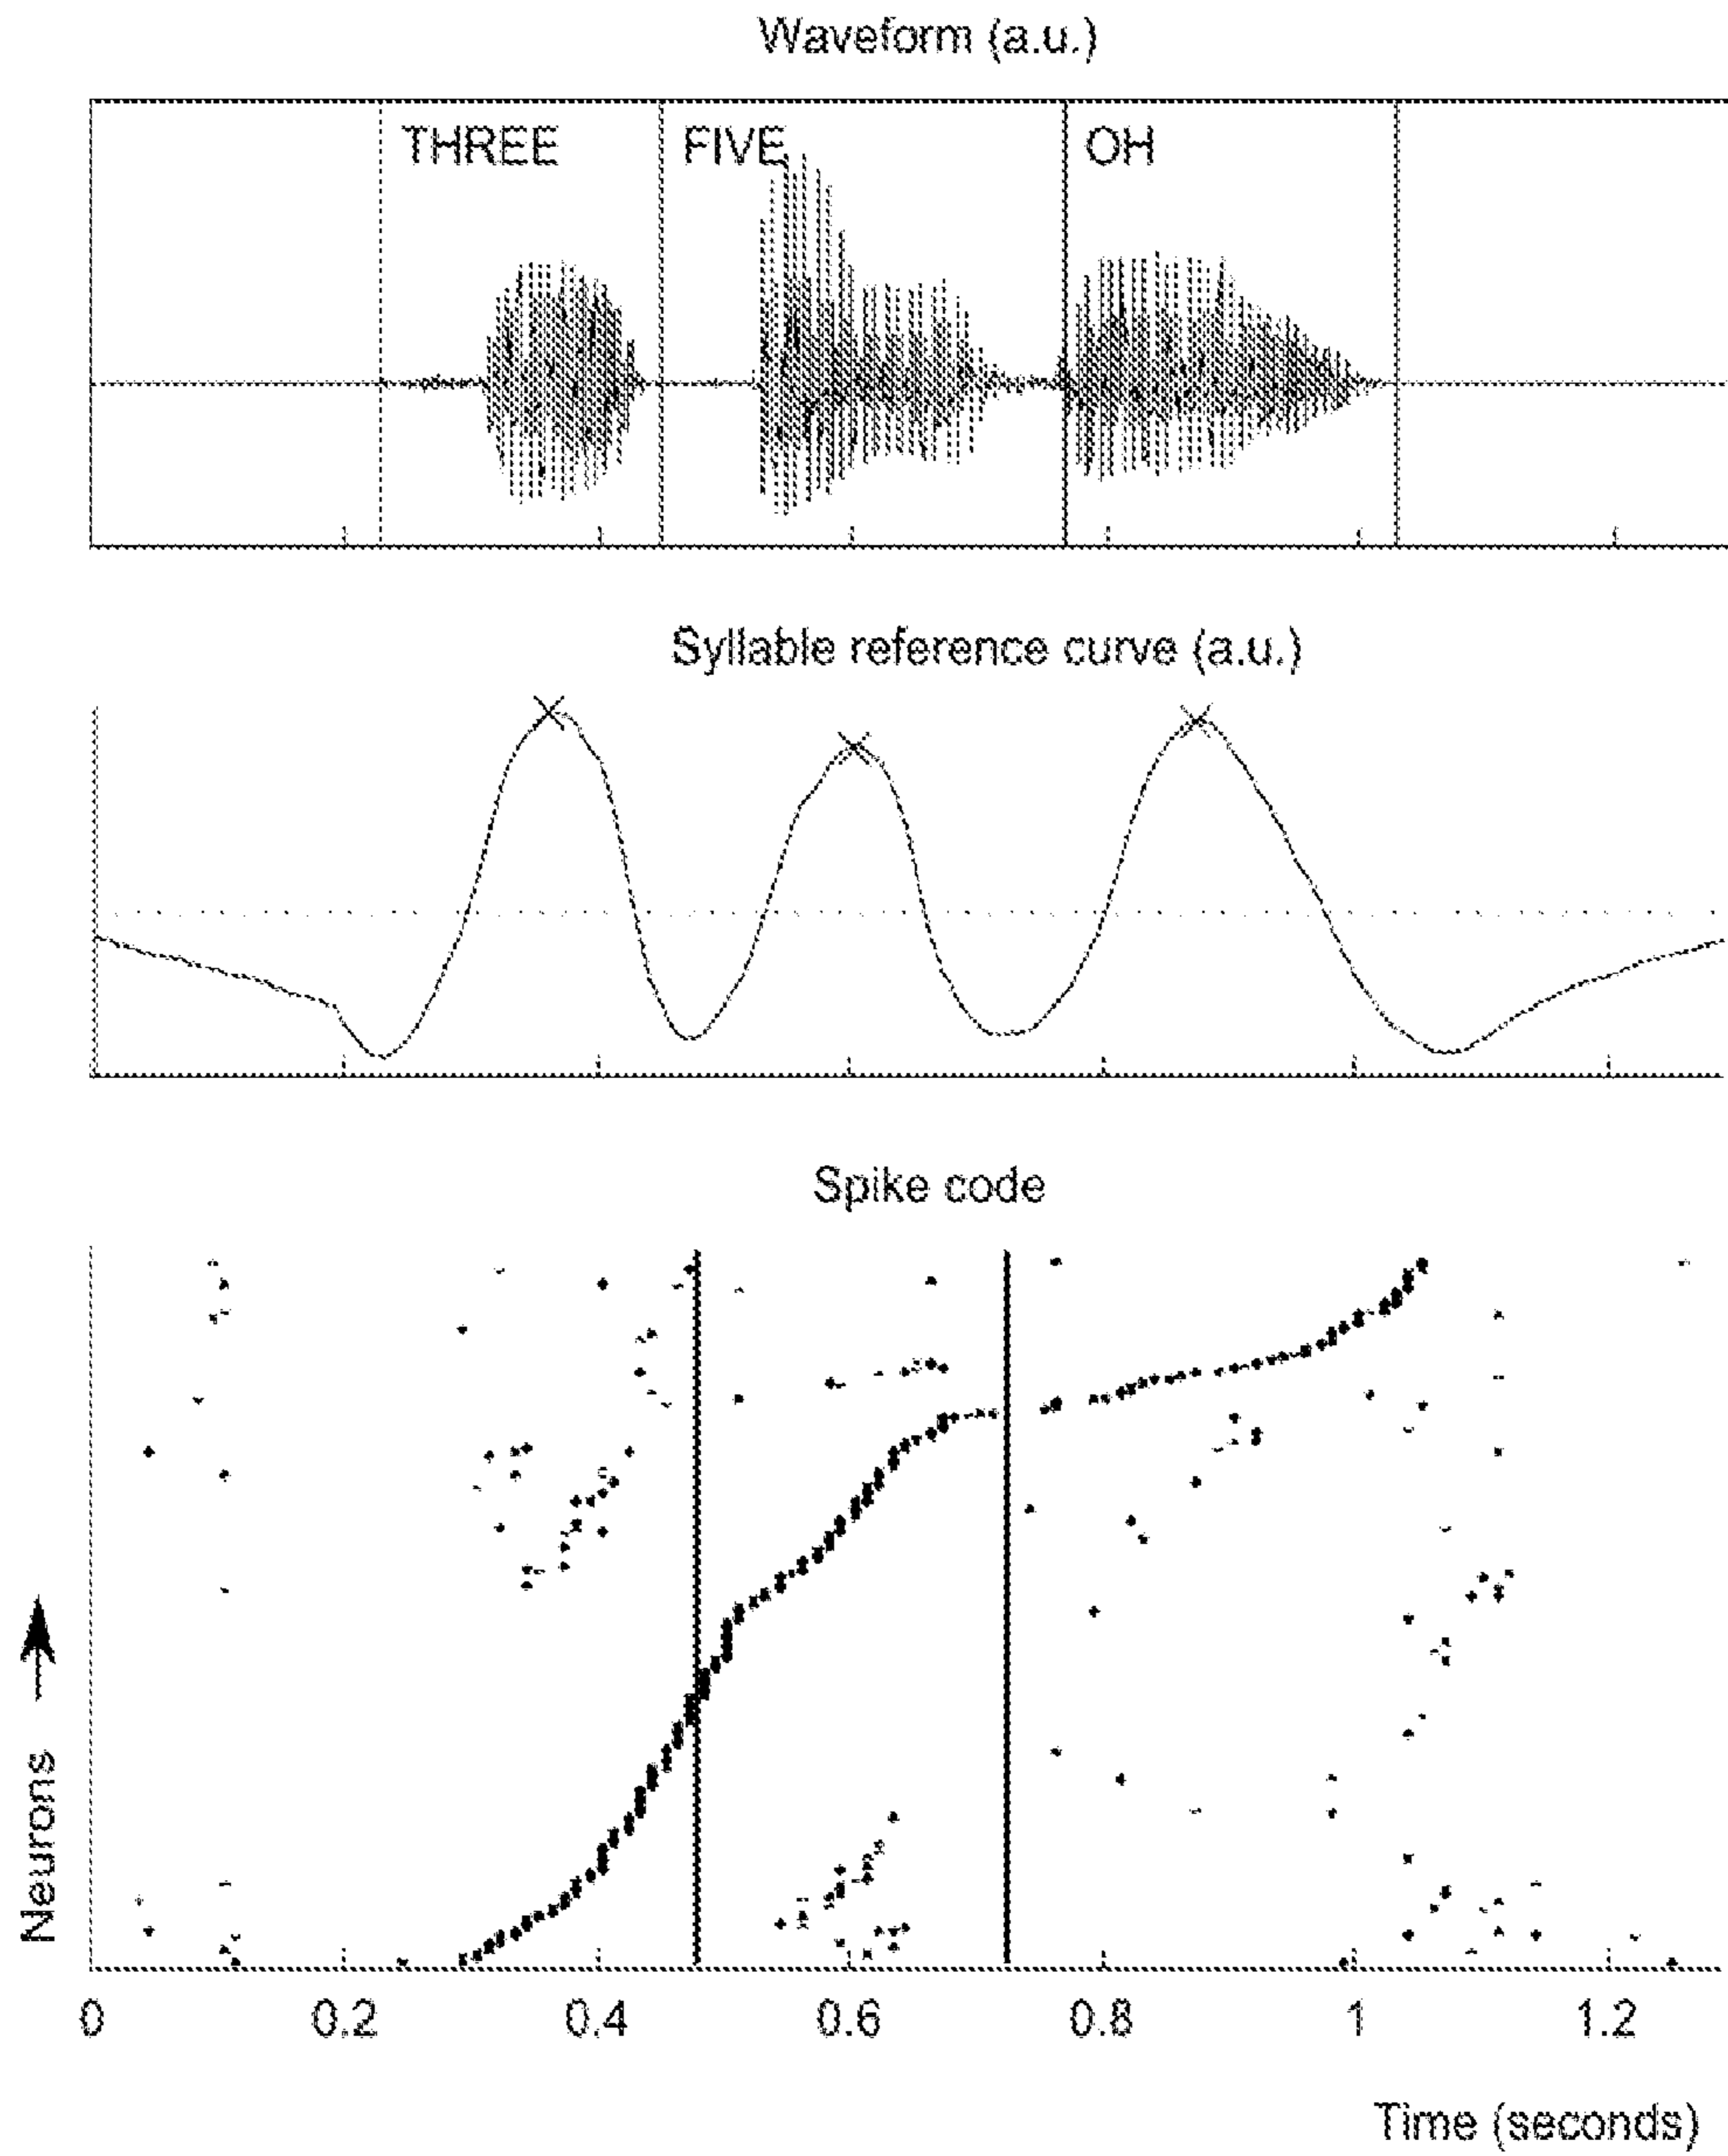 Waveform (a.u.)
THREE FIVE OH
Syllable reference curve (a.u.)
Spike code
Neurons
0 0.2 0.4 0.6 0.8 1 1.2
Time (seconds)